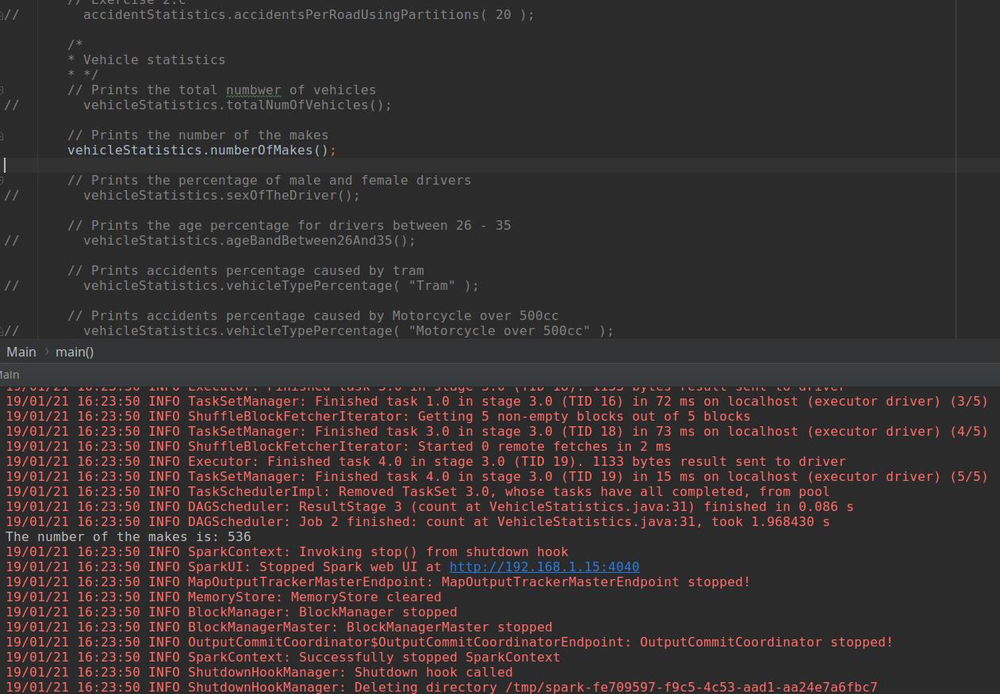 // Exercise 2.c
// accidentStatistics.accidentsPerRoadUsingPartitions( 20 );
/*
* Vehicle statistics
* */
// Prints the total numbwer of vehicles
// vehicleStatistics.totalNumOfVehicles();
// Prints the number of the makes
vehicleStatistics.numberOfMakes();
// Prints the percentage of male and female drivers
// vehicleStatistics.sexOfTheDriver();
// Prints the age percentage for drivers between 26 - 35
// vehicleStatistics.ageBandBetween26And35();
// Prints accidents percentage caused by tram
// vehicleStatistics.vehicleTypePercentage( "Tram" );
// Prints accidents percentage caused by Motorcycle over 500cc
// vehicleStatistics.vehicleTypePercentage( "Motorcycle over 500cc" );
Main › main()
Main
19/01/21 16:23:50 INFO Executor: Finished task 3.0 in stage 3.0 (TID 18). 1133 bytes result sent to driver
19/01/21 16:23:50 INFO TaskSetManager: Finished task 1.0 in stage 3.0 (TID 16) in 72 ms on localhost (executor driver) (3/5)
19/01/21 16:23:50 INFO ShuffleBlockFetcherIterator: Getting 5 non-empty blocks out of 5 blocks
19/01/21 16:23:50 INFO TaskSetManager: Finished task 3.0 in stage 3.0 (TID 18) in 73 ms on localhost (executor driver) (4/5)
19/01/21 16:23:50 INFO ShuffleBlockFetcherIterator: Started 0 remote fetches in 2 ms
19/01/21 16:23:50 INFO Executor: Finished task 4.0 in stage 3.0 (TID 19). 1133 bytes result sent to driver
19/01/21 16:23:50 INFO TaskSetManager: Finished task 4.0 in stage 3.0 (TID 19) in 15 ms on localhost (executor driver) (5/5)
19/01/21 16:23:50 INFO TaskSchedulerImpl: Removed TaskSet 3.0, whose tasks have all completed, from pool
19/01/21 16:23:50 INFO DAGScheduler: ResultStage 3 (count at VehicleStatistics.java:31) finished in 0.086 s
19/01/21 16:23:50 INFO DAGScheduler: Job 2 finished: count at VehicleStatistics.java:31, took 1.968430 s
The number of the makes is: 536
19/01/21 16:23:50 INFO SparkContext: Invoking stop() from shutdown hook
19/01/21 16:23:50 INFO SparkUI: Stopped Spark web UI at http://192.168.1.15:4040
19/01/21 16:23:50 INFO MapOutputTrackerMasterEndpoint: MapOutputTrackerMasterEndpoint stopped!
19/01/21 16:23:50 INFO MemoryStore: MemoryStore cleared
19/01/21 16:23:50 INFO BlockManager: BlockManager stopped
19/01/21 16:23:50 INFO BlockManagerMaster: BlockManagerMaster stopped
19/01/21 16:23:50 INFO OutputCommitCoordinator$OutputCommitCoordinatorEndpoint: OutputCommitCoordinator stopped!
19/01/21 16:23:50 INFO SparkContext: Successfully stopped SparkContext
19/01/21 16:23:50 INFO ShutdownHookManager: Shutdown hook called
19/01/21 16:23:50 INFO ShutdownHookManager: Deleting directory /tmp/spark-fe709597-f9c5-4c53-aad1-aa24e7a6fbc7